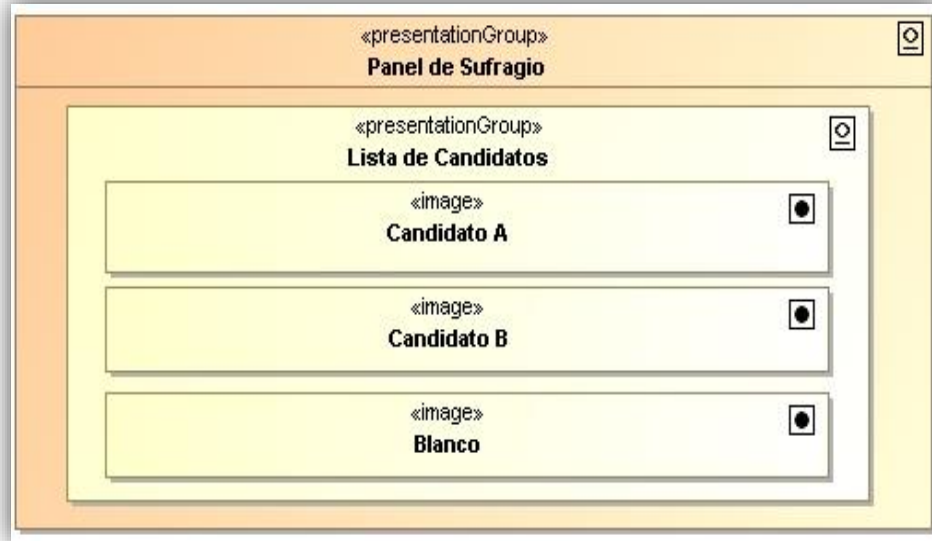 «presentationGroup»
Panel de Sufragio
«presentationGroup»
Lista de Candidatos
«image»
Candidato A
«image»
Candidato B
«image»
Blanco